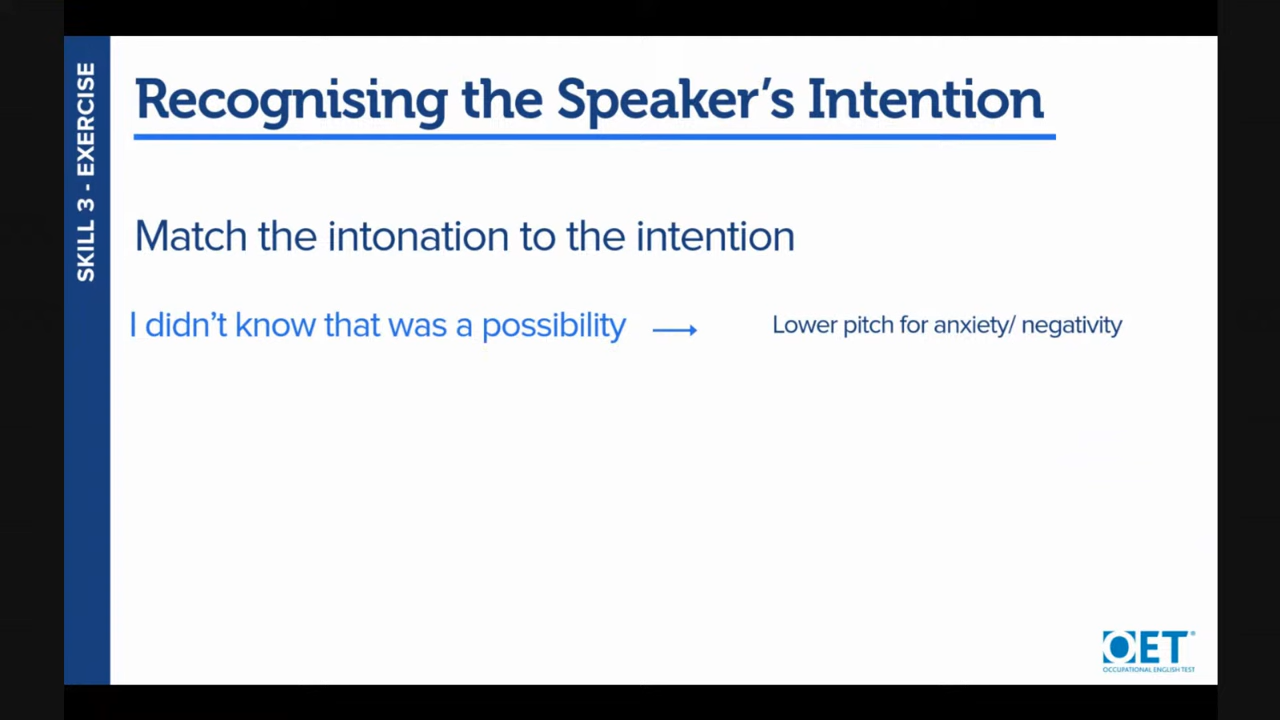 SKILL 3 - EXERCISE
Recognising the Speaker’s Intention
Match the intonation to the intention
I didn’t know that was a possibility → Lower pitch for anxiety/ negativity
OET®
OCCUPATIONAL ENGLISH TEST